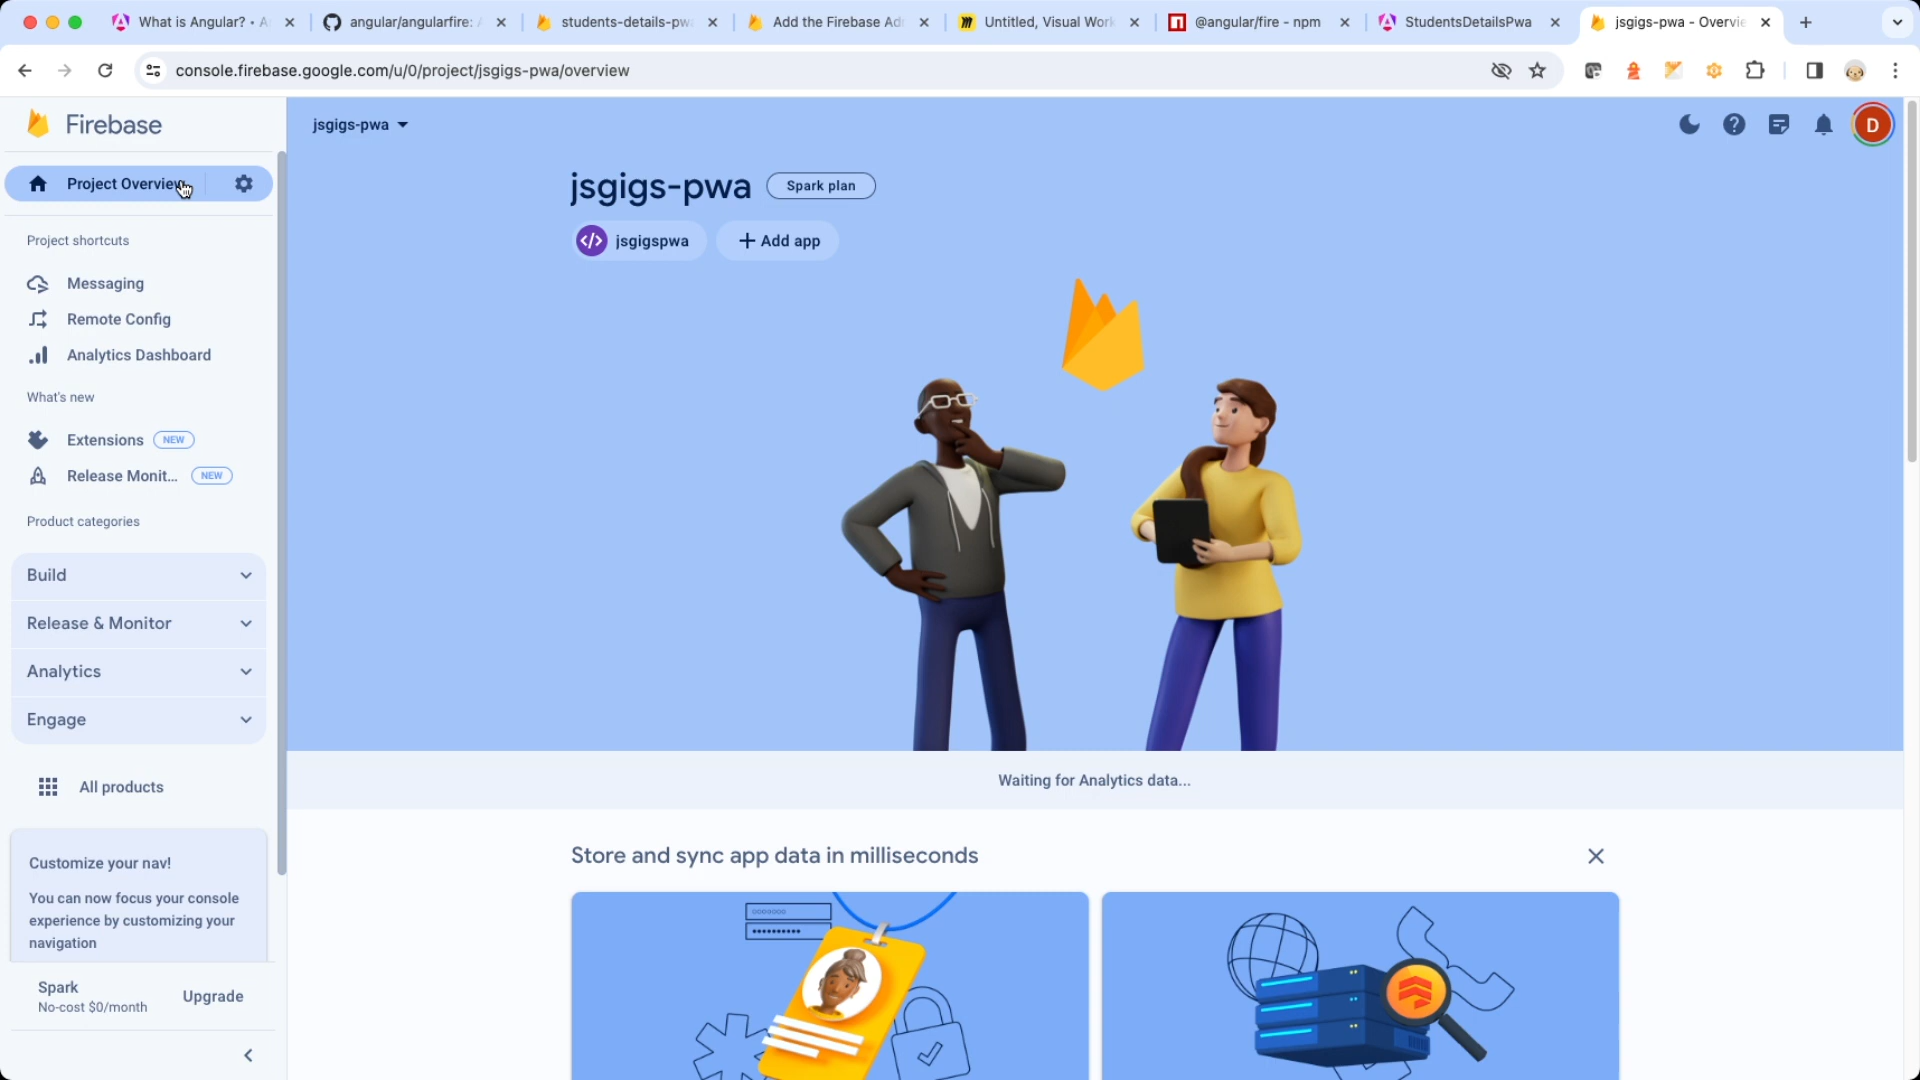 What is Angular? • A
angular/angularfire: A
students-details-pwa
Add the Firebase Ad
Untitled, Visual Work
@angular/fire - npm
StudentsDetailsPwa
jsgigs-pwa - Overvie
console.firebase.google.com/u/0/project/jsgigs-pwa/overview
Firebase
jsgigs-pwa
D
Project Overview
jsgigs-pwa
Spark plan
jsgigspwa
Add app
Project shortcuts
Messaging
Remote Config
Analytics Dashboard
What's new
Extensions NEW
Release Monit... NEW
Product categories
Build
Release & Monitor
Analytics
Engage
All products
Waiting for Analytics data...
Customize your nav!
You can now focus your console
experience by customizing your
navigation
Store and sync app data in milliseconds
Spark
No-cost $0/month
Upgrade